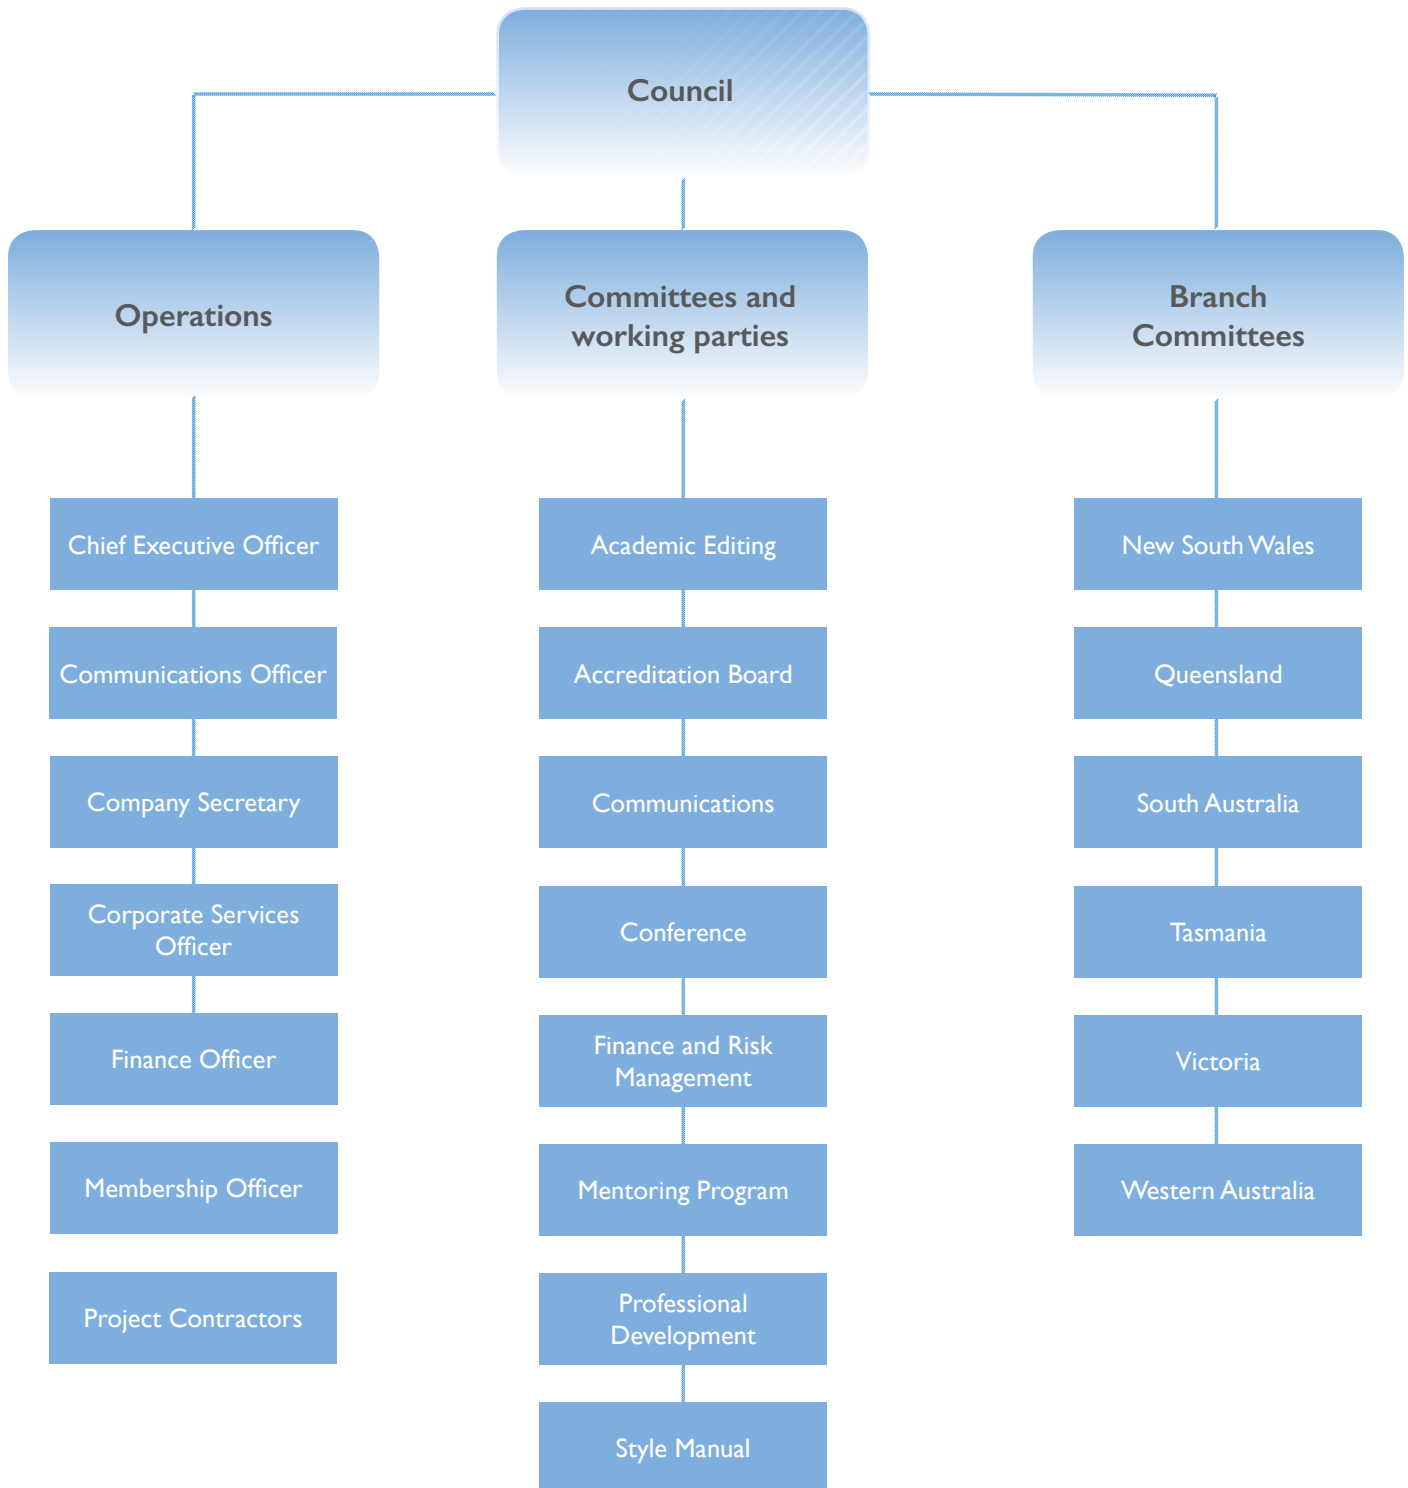 Council
Operations
Committees and
working parties
Branch
Committees
Chief Executive Officer
Communications Officer
Company Secretary
Corporate Services
Officer
Finance Officer
Membership Officer
Project Contractors
Academic Editing
Accreditation Board
Communications
Conference
Finance and Risk
Management
Mentoring Program
Professional
Development
Style Manual
New South Wales
Queensland
South Australia
Tasmania
Victoria
Western Australia